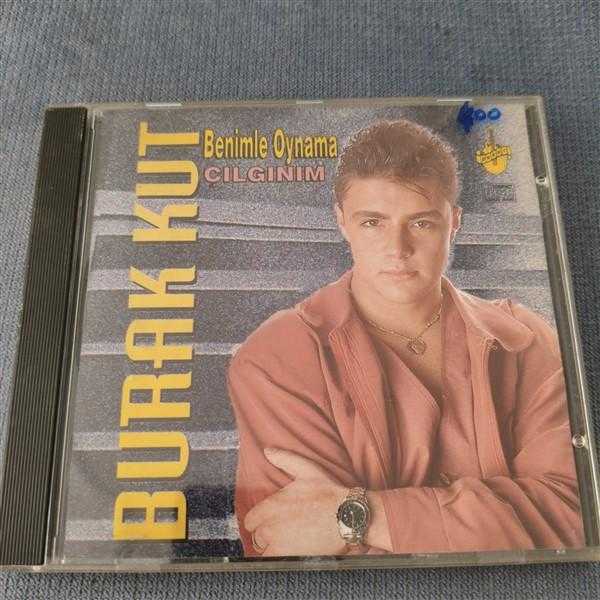 BURAK KUT
Benimle Oynama
ÇILGINIM
400